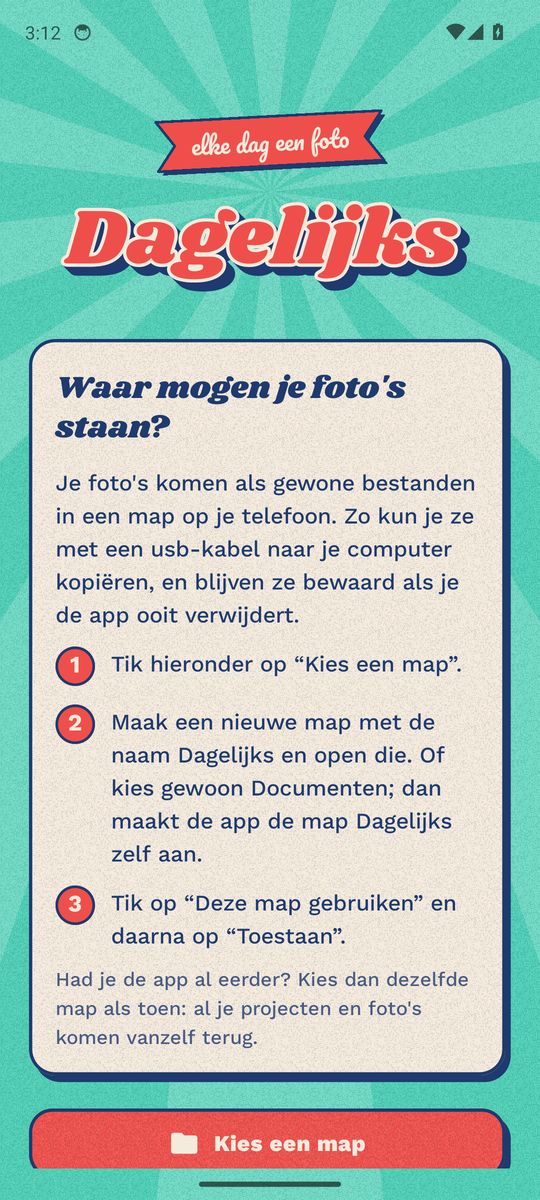 3:12
elke dag een foto
Dagelijks
Waar mogen je foto's
staan?
Je foto's komen als gewone bestanden
in een map op je telefoon. Zo kun je ze
met een usb-kabel naar je computer
kopiëren, en blijven ze bewaard als je
de app ooit verwijdert.
1 Tik hieronder op “Kies een map”.
2 Maak een nieuwe map met de
naam Dagelijks en open die. Of
kies gewoon Documenten; dan
maakt de app de map Dagelijks
zelf aan.
3 Tik op “Deze map gebruiken” en
daarna op “Toestaan”.
Had je de app al eerder? Kies dan dezelfde
map als toen: al je projecten en foto's
komen vanzelf terug.
Kies een map